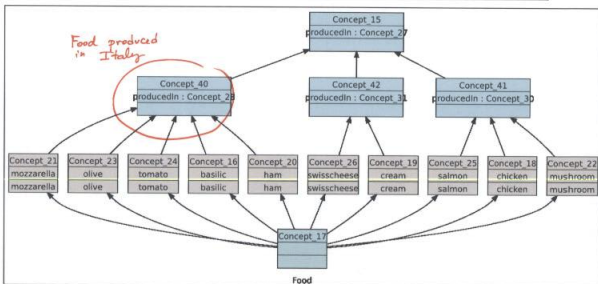 Food produced
in Italy
Concept_15
producedIn : Concept_27
Concept_40
producedIn : Concept_28
Concept_42
producedIn : Concept_31
Concept_41
producedIn : Concept_30
Concept_21
mozzarella
mozzarella
Concept_23
olive
olive
Concept_24
tomato
tomato
Concept_16
basilic
basilic
Concept_20
ham
ham
Concept_26
swisscheese
swisscheese
Concept_19
cream
cream
Concept_25
salmon
salmon
Concept_18
chicken
chicken
Concept_22
mushroom
mushroom
Concept_17
Food